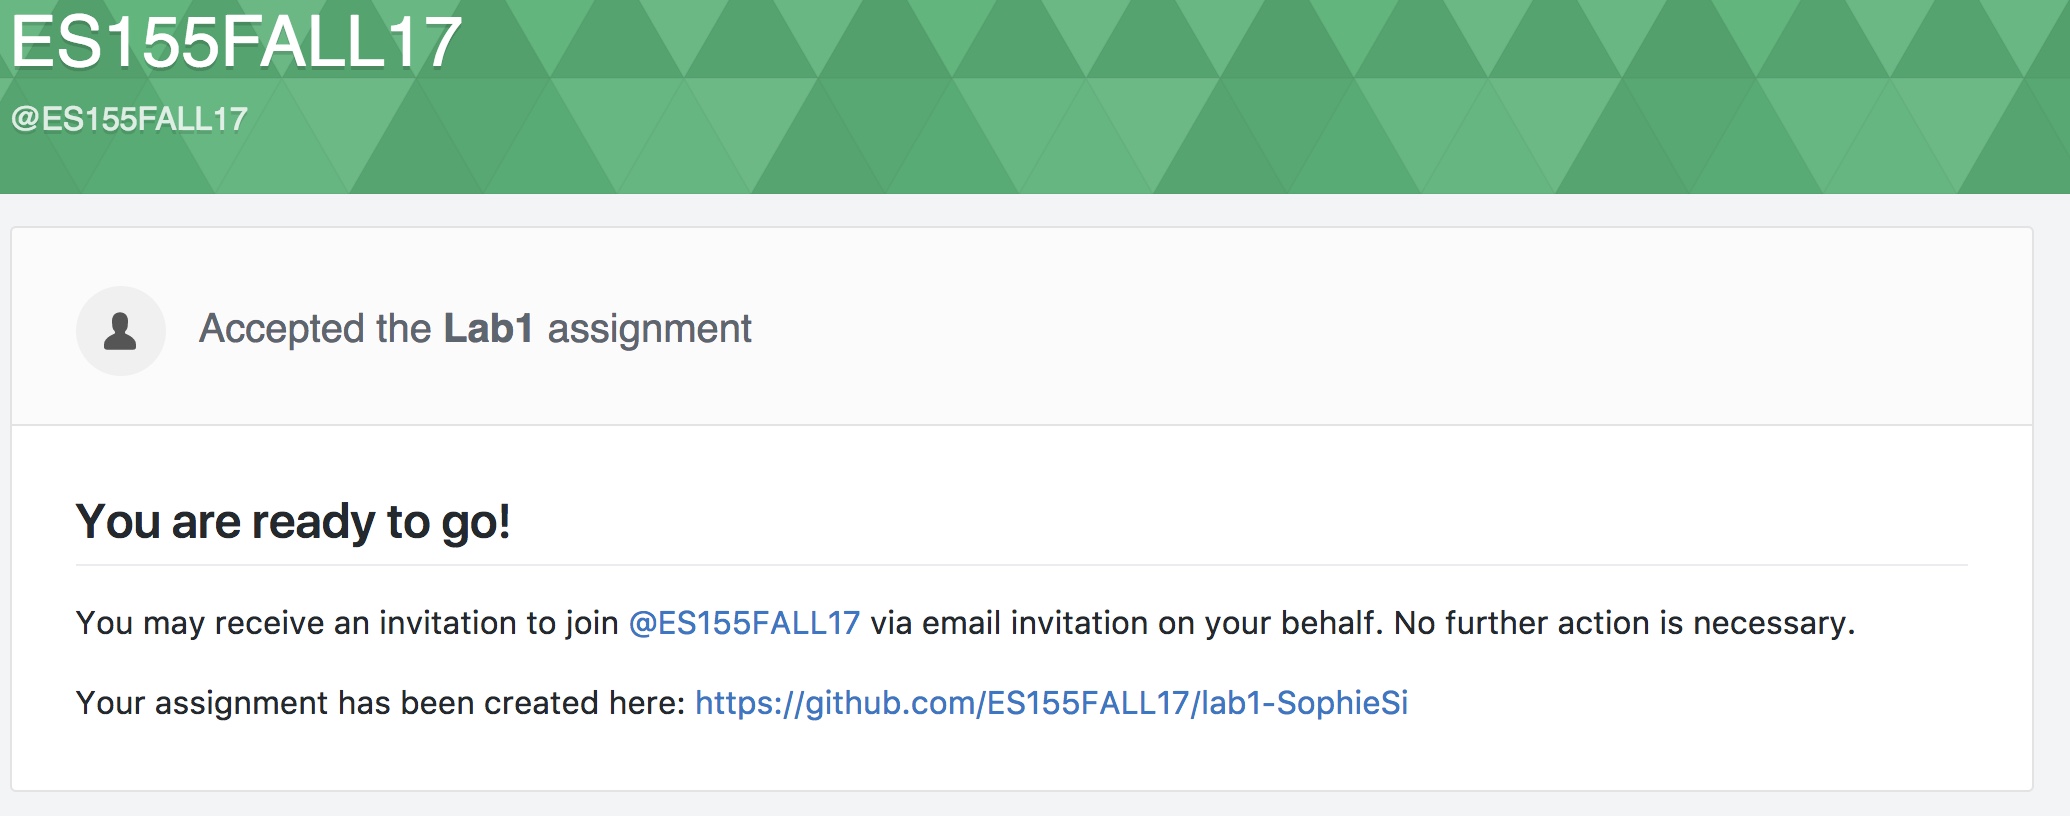 ES155FALL17
@ES155FALL17
Accepted the Lab1 assignment
You are ready to go!
You may receive an invitation to join @ES155FALL17 via email invitation on your behalf. No further action is necessary.
Your assignment has been created here: https://github.com/ES155FALL17/lab1-SophieSi